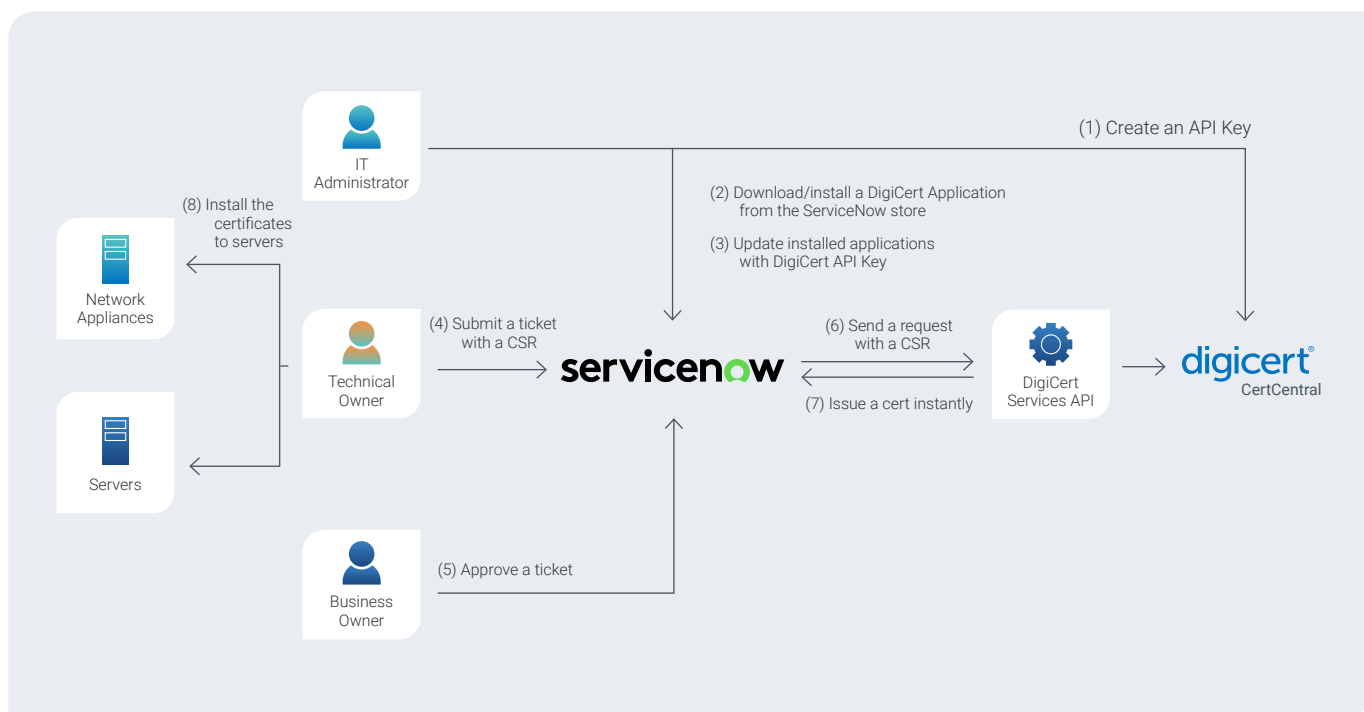 (1) Create an API Key
IT
Administrator
(2) Download/install a DigiCert Application
from the ServiceNow store
(3) Update installed applications
with DigiCert API Key
(8) Install the
certificates
to servers
Network
Appliances
Technical
Owner
(4) Submit a ticket
with a CSR
servicenow
(6) Send a request
with a CSR
(7) Issue a cert instantly
DigiCert
Services API
digicert®
CertCentral
Servers
Business
Owner
(5) Approve a ticket